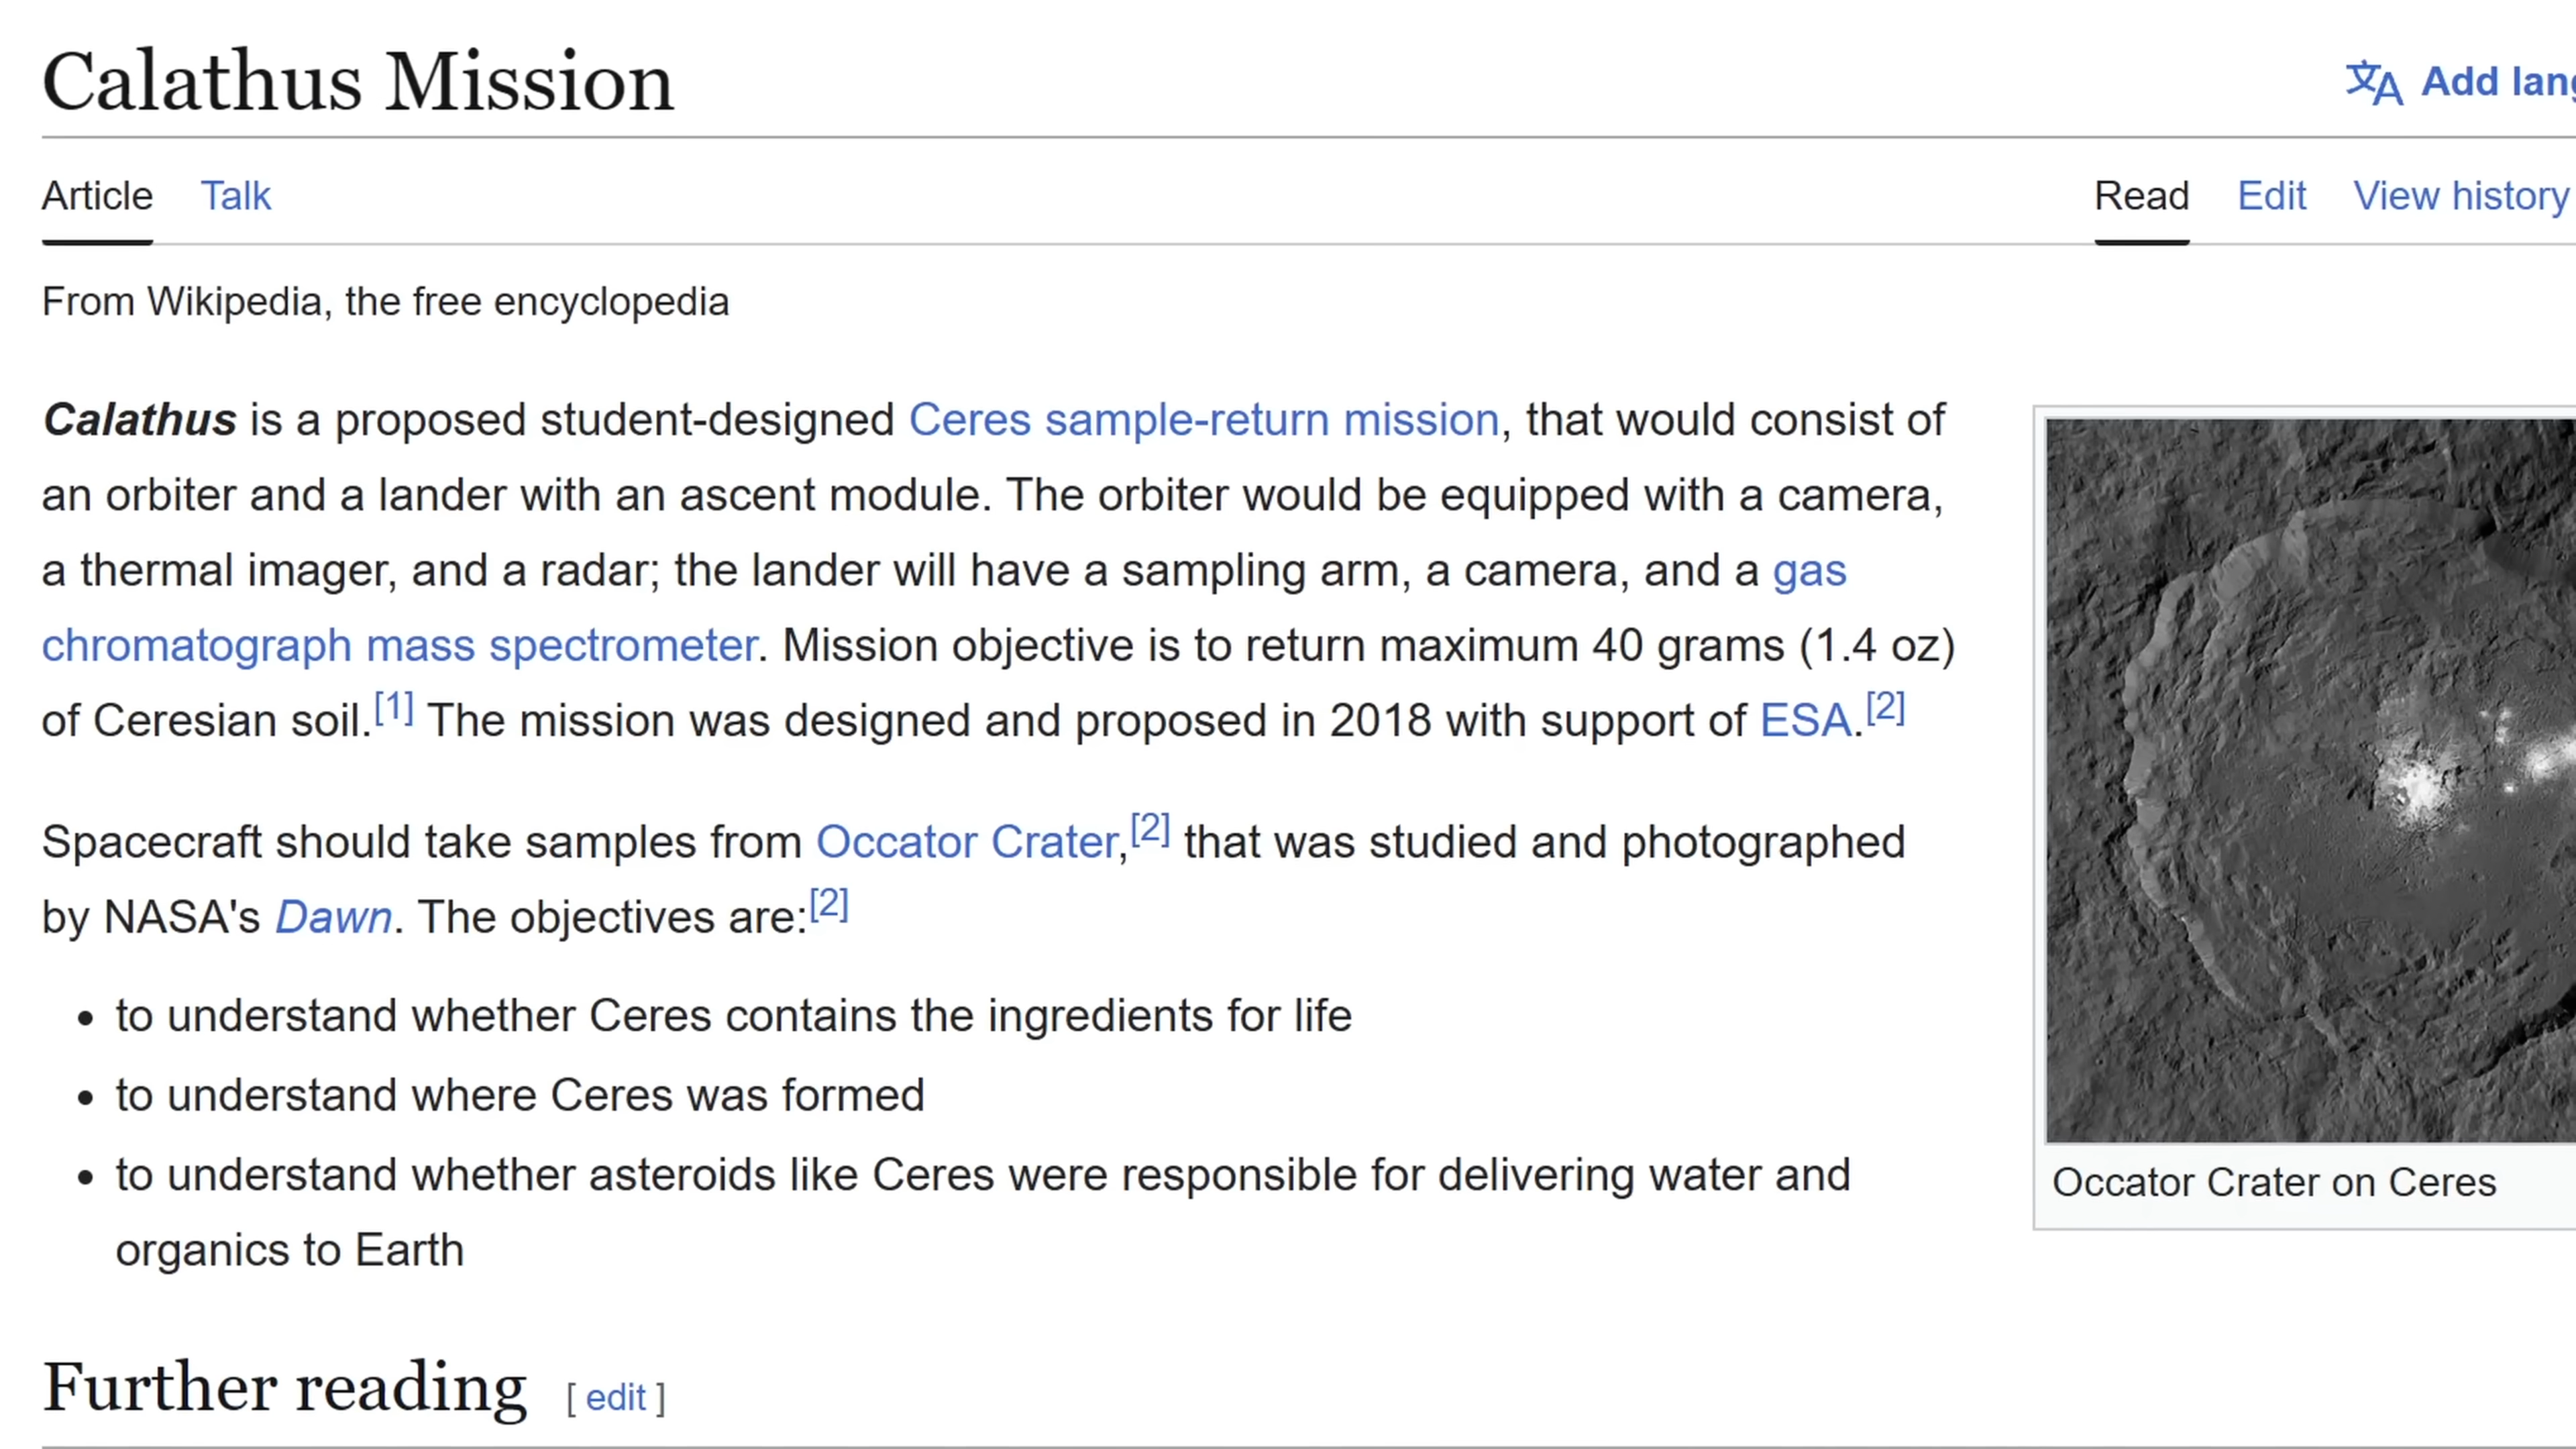 Calathus Mission
文A Add lang
Article Talk
Read Edit View history
From Wikipedia, the free encyclopedia
Calathus is a proposed student-designed Ceres sample-return mission, that would consist of
an orbiter and a lander with an ascent module. The orbiter would be equipped with a camera,
a thermal imager, and a radar; the lander will have a sampling arm, a camera, and a gas
chromatograph mass spectrometer. Mission objective is to return maximum 40 grams (1.4 oz)
of Ceresian soil.[1] The mission was designed and proposed in 2018 with support of ESA.[2]
Spacecraft should take samples from Occator Crater,[2] that was studied and photographed
by NASA's Dawn. The objectives are:[2]
• to understand whether Ceres contains the ingredients for life
• to understand where Ceres was formed
• to understand whether asteroids like Ceres were responsible for delivering water and
organics to Earth
Occator Crater on Ceres
Further reading [ edit ]